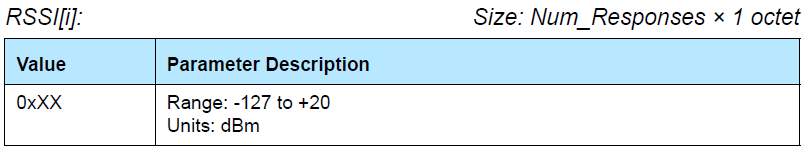 RSSI[i]: Size: Num_Responses × 1 octet
Value Parameter Description
0xXX Range: -127 to +20
Units: dBm